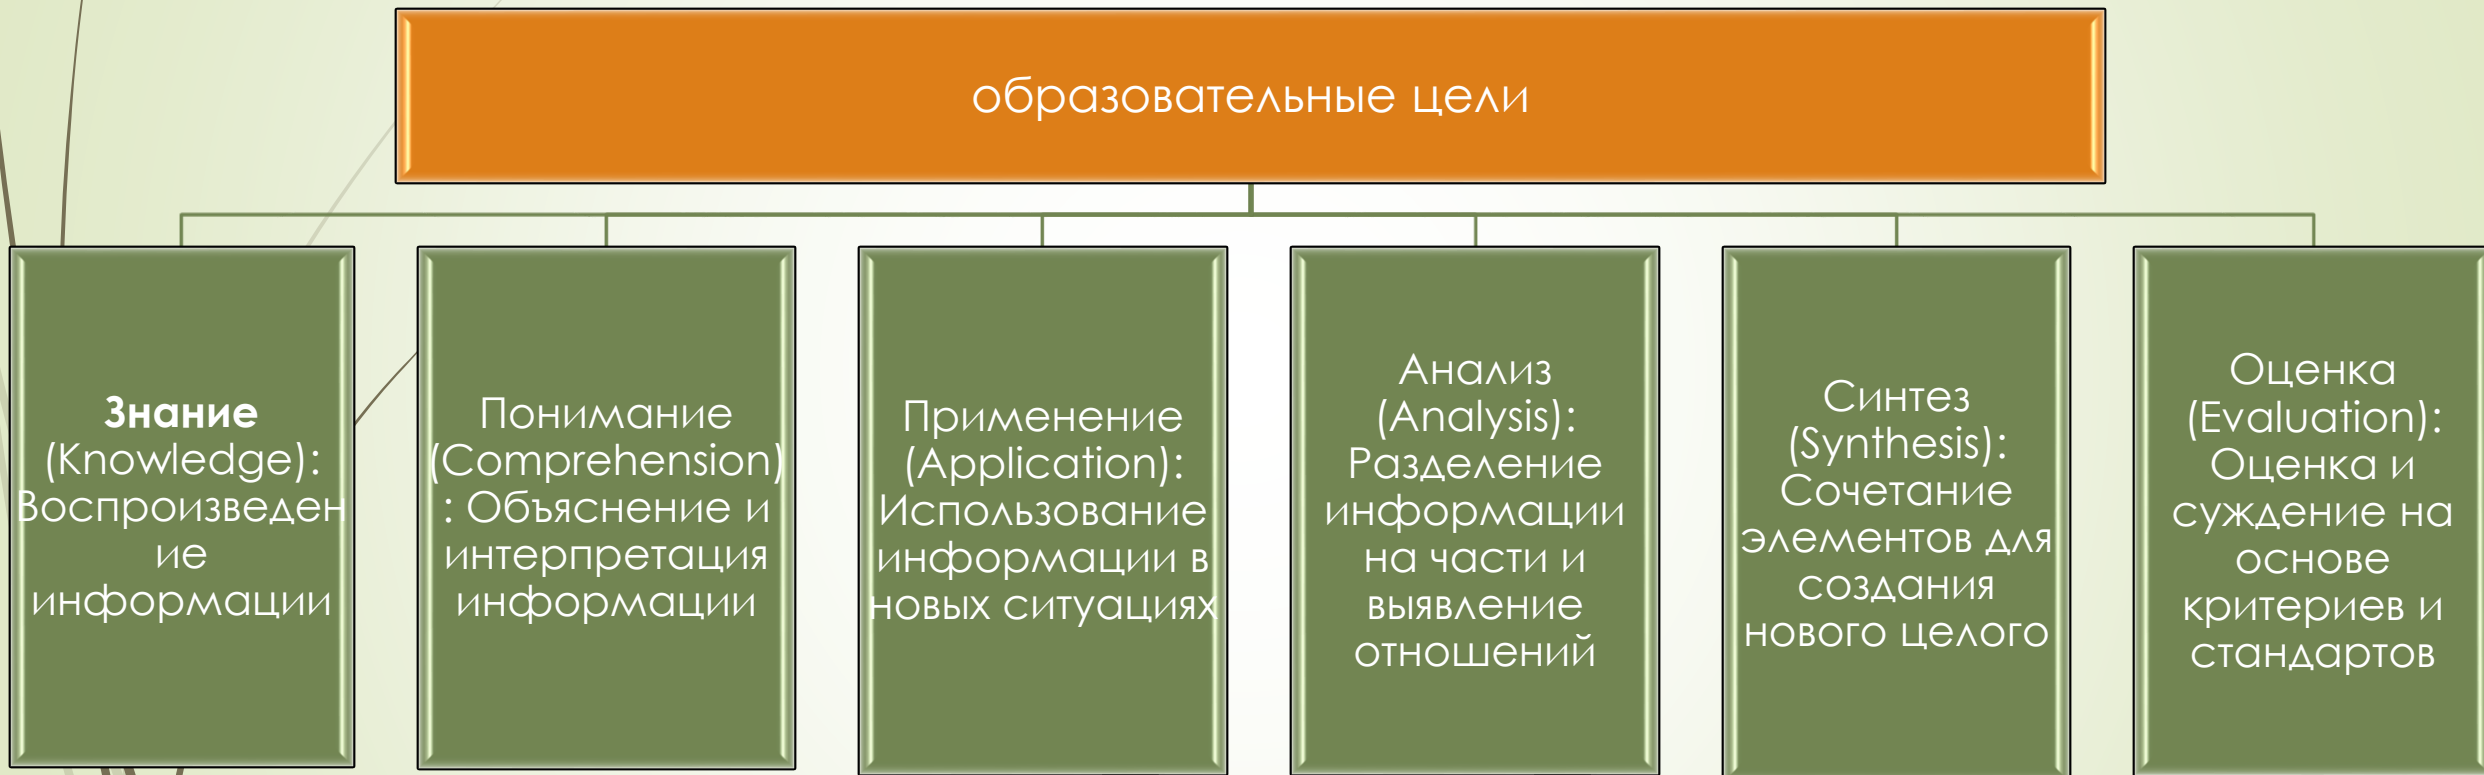 образовательные цели
Знание
(Knowledge):
Воспроизведен
ие
информации
Понимание
(Comprehension)
: Объяснение и
интерпретация
информации
Применение
(Application):
Использование
информации в
новых ситуациях
Анализ
(Analysis):
Разделение
информации
на части и
выявление
отношений
Синтез
(Synthesis):
Сочетание
элементов для
создания
нового целого
Оценка
(Evaluation):
Оценка и
суждение на
основе
критериев и
стандартов